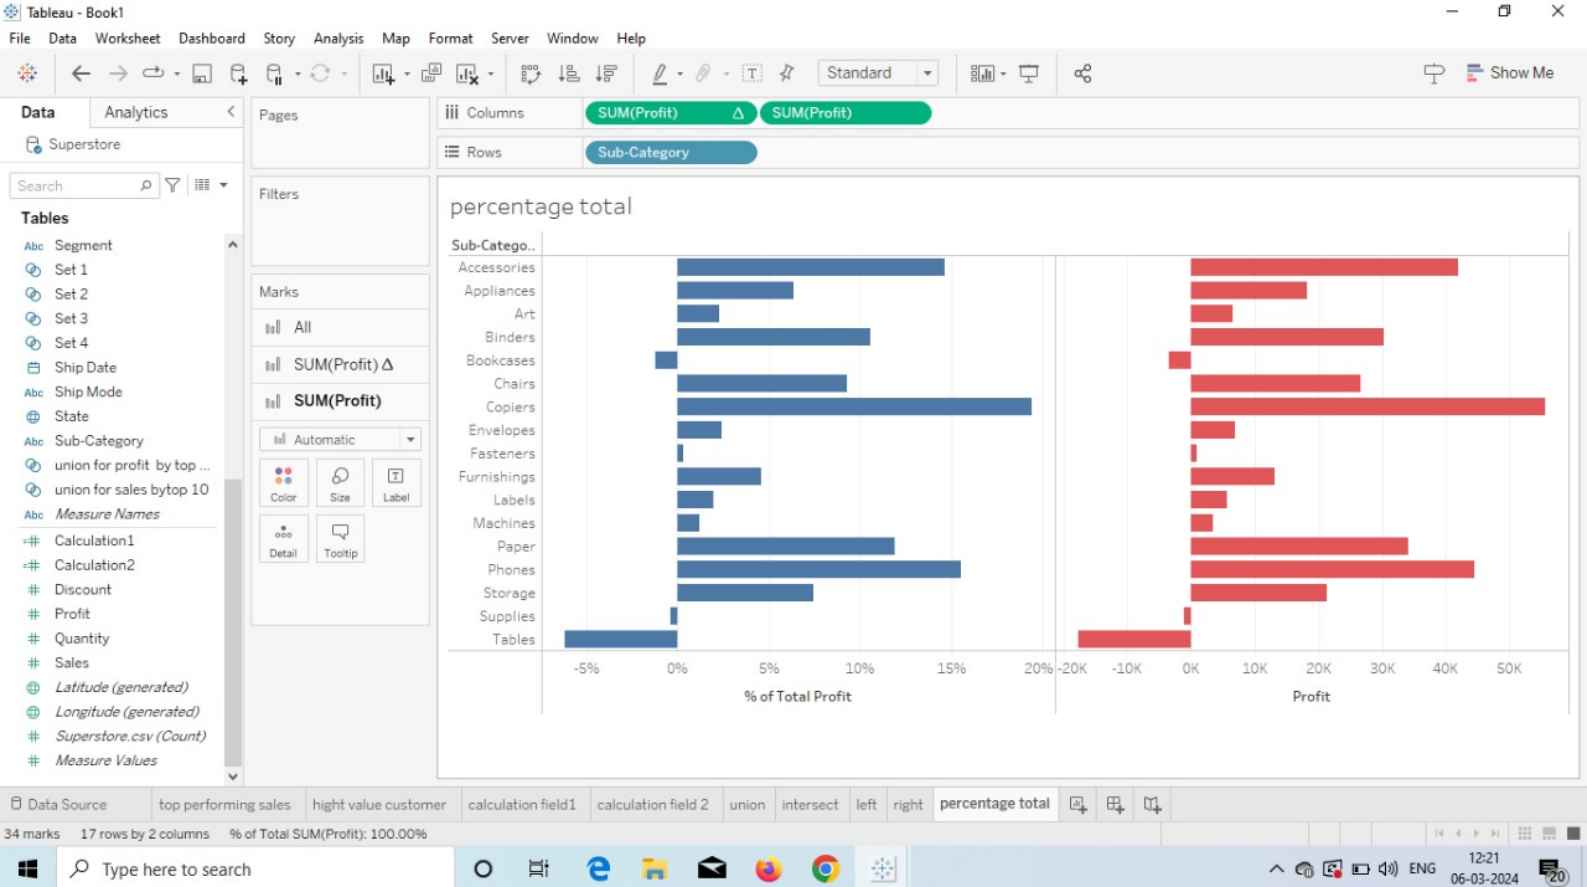 Tableau - Book1
File Data Worksheet Dashboard Story Analysis Map Format Server Window Help
Standard
Show Me
Data Analytics
Superstore
Search
Tables
Abc Segment
Set 1
Set 2
Set 3
Set 4
Ship Date
Abc Ship Mode
State
Abc Sub-Category
union for profit by top ...
union for sales bytop 10
Abc Measure Names
=# Calculation1
=# Calculation2
# Discount
# Profit
# Quantity
# Sales
Latitude (generated)
Longitude (generated)
# Superstore.csv (Count)
# Measure Values
Pages
Filters
Marks
All
SUM(Profit) Δ
SUM(Profit)
Automatic
Color Size Label
Detail Tooltip
Columns SUM(Profit) Δ SUM(Profit)
Rows Sub-Category
percentage total
Sub-Catego..
Accessories
Appliances
Art
Binders
Bookcases
Chairs
Copiers
Envelopes
Fasteners
Furnishings
Labels
Machines
Paper
Phones
Storage
Supplies
Tables
-5% 0% 5% 10% 15% 20% -20K -10K 0K 10K 20K 30K 40K 50K
% of Total Profit Profit
Data Source top performing sales hight value customer calculation field1 calculation field 2 union intersect left right percentage total
34 marks 17 rows by 2 columns % of Total SUM(Profit): 100.00%
Type here to search
ENG
12:21
06-03-2024
20